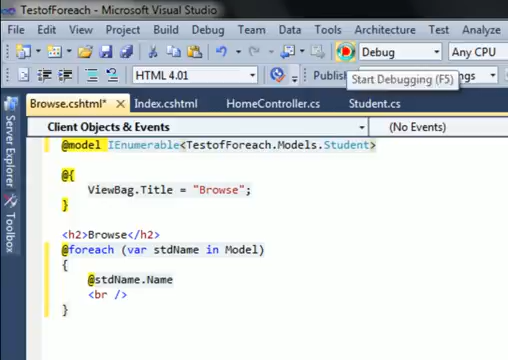 TestofForeach - Microsoft Visual Studio
File Edit View Project Build Debug Team Data Tools Architecture Test Analyze
Debug Any CPU
HTML 4.01 Publish ngs
Start Debugging (F5)
Browse.cshtml* × Index.cshtml HomeController.cs Student.cs
Client Objects & Events (No Events)
Server Explorer
Toolbox
@model IEnumerable<TestofForeach.Models.Student>
@{
ViewBag.Title = "Browse";
}
<h2>Browse</h2>
@foreach (var stdName in Model)
{
@stdName.Name
<br />
}